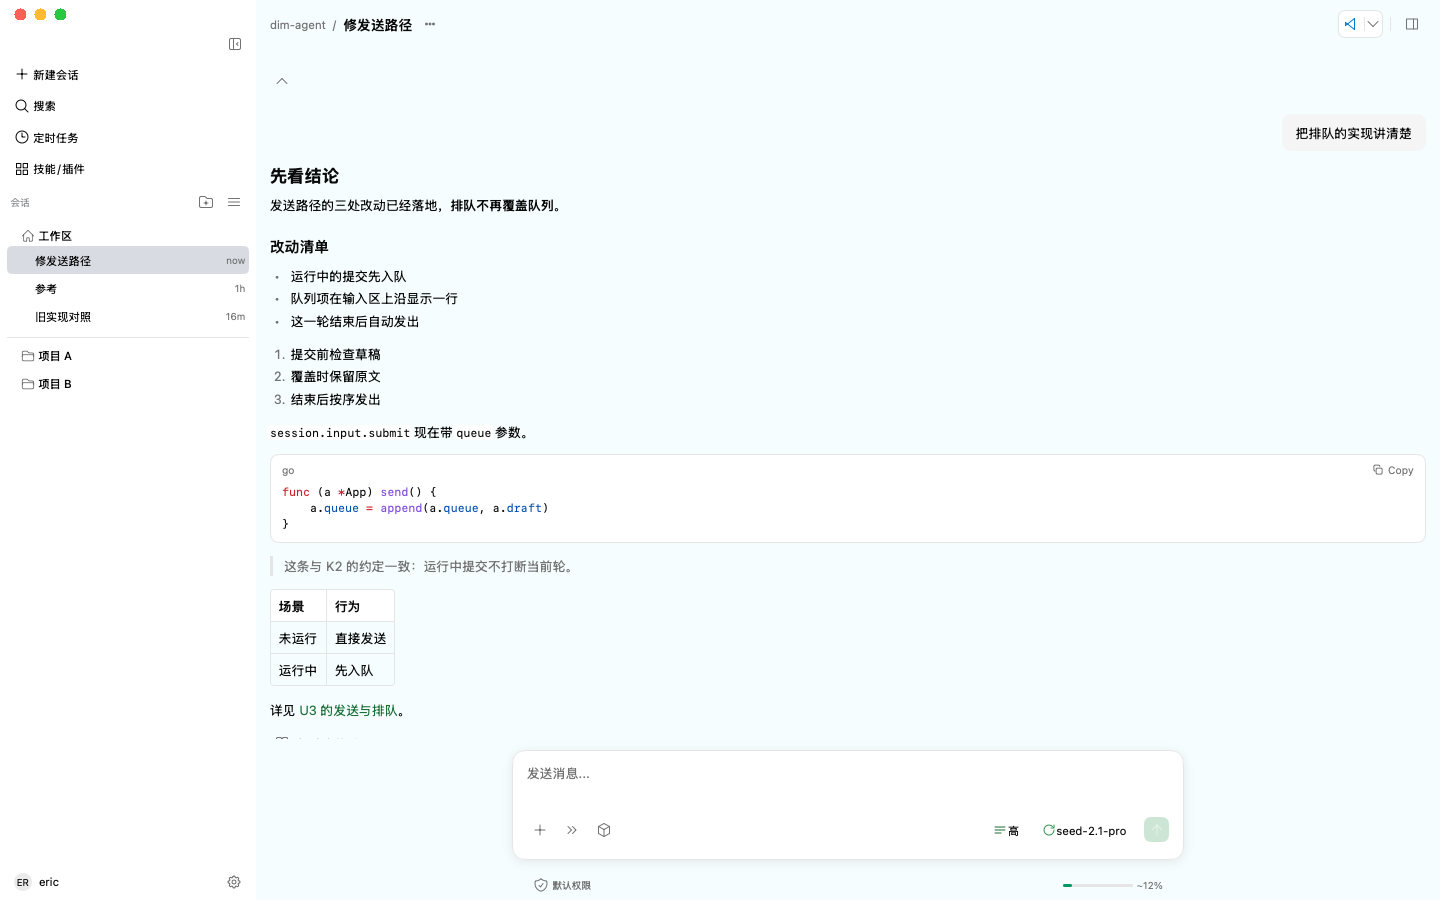 dim-agent / 修发送路径 ···
新建会话
搜索
定时任务
技能/插件
会话
工作区
修发送路径 now
参考 1h
旧实现对照 16m
项目 A
项目 B
ER eric
把排队的实现讲清楚
先看结论
发送路径的三处改动已经落地，排队不再覆盖队列。
改动清单
• 运行中的提交先入队
• 队列项在输入区上沿显示一行
• 这一轮结束后自动发出
1. 提交前检查草稿
2. 覆盖时保留原文
3. 结束后按序发出
session.input.submit 现在带 queue 参数。
go Copy
func (a *App) send() {
    a.queue = append(a.queue, a.draft)
}
这条与 K2 的约定一致：运行中提交不打断当前轮。
场景 行为
未运行 直接发送
运行中 先入队
详见 U3 的发送与排队。
发送消息...
高 seed-2.1-pro
默认权限 ~12%